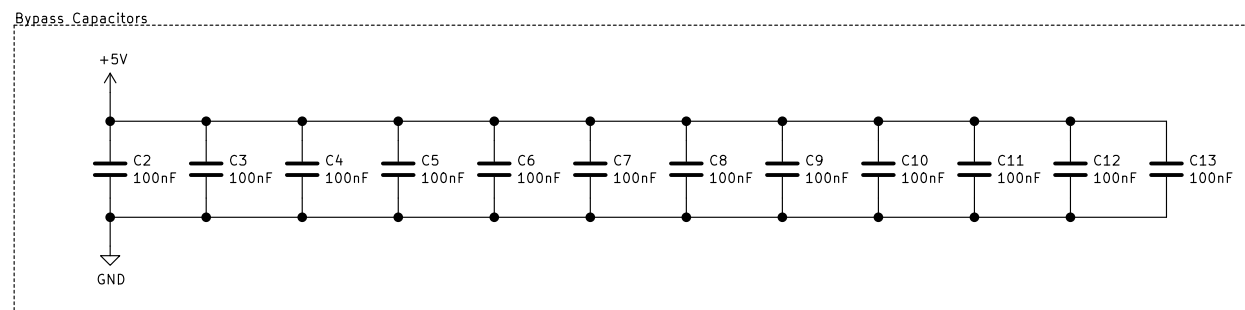 Bypass Capacitors
+5V
C2 C3 C4 C5 C6 C7 C8 C9 C10 C11 C12 C13
100nF 100nF 100nF 100nF 100nF 100nF 100nF 100nF 100nF 100nF 100nF 100nF
GND